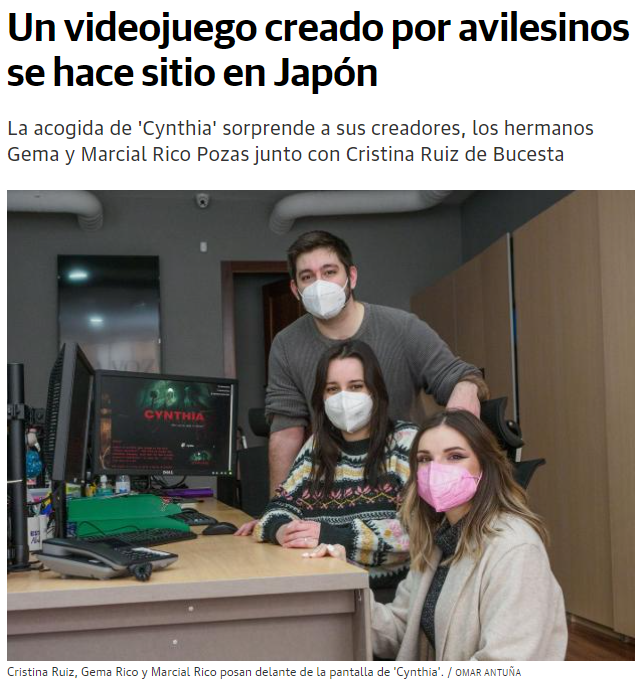 Un videojuego creado por avilesinos
se hace sitio en Japón
La acogida de 'Cynthia' sorprende a sus creadores, los hermanos
Gema y Marcial Rico Pozas junto con Cristina Ruiz de Bucesta
CYNTHIA
DELL
Cristina Ruiz, Gema Rico y Marcial Rico posan delante de la pantalla de 'Cynthia'. / OMAR ANTUÑA